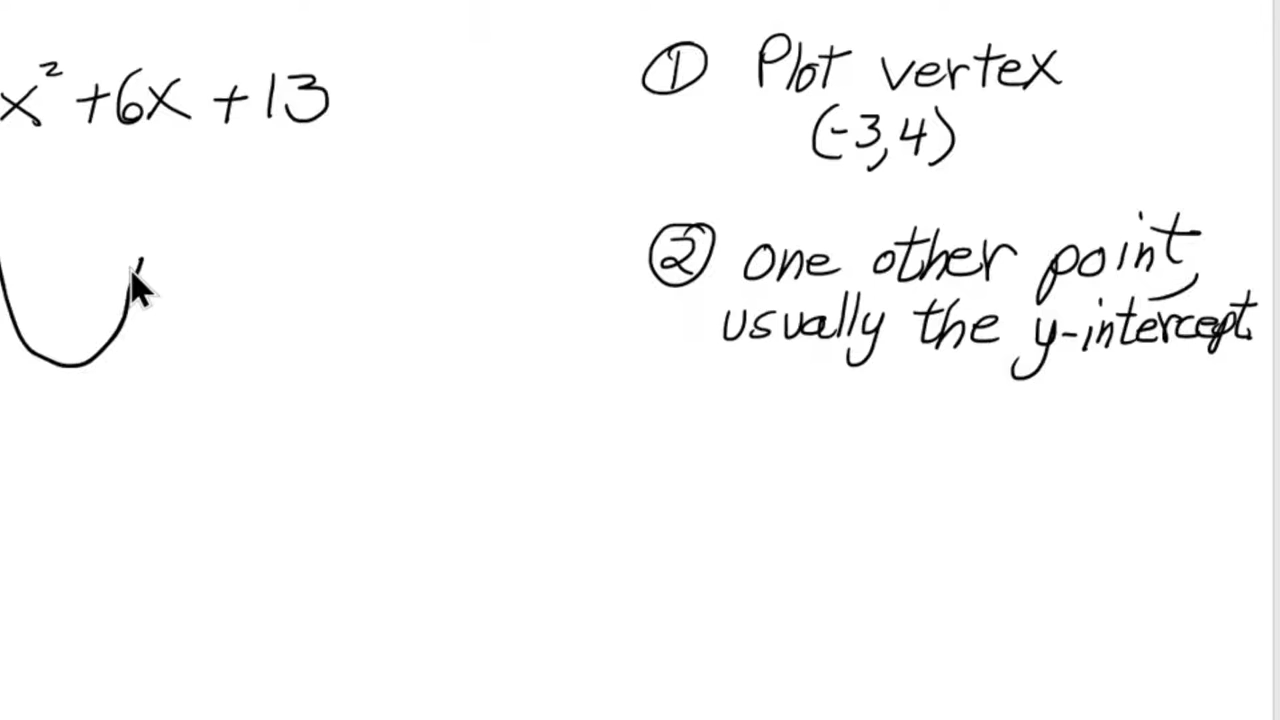 x² +6x +13
① Plot vertex
(-3,4)
② one other point,
usually the y-intercept.